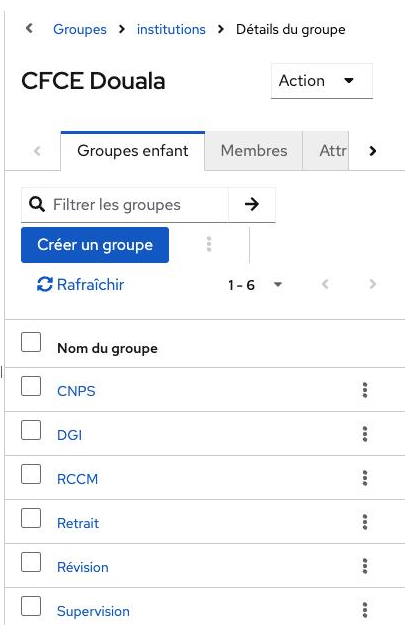 Groupes > institutions > Détails du groupe
CFCE Douala
Action
Groupes enfant Membres Attr
Filtrer les groupes
Créer un groupe
Rafraîchir 1 - 6
Nom du groupe
CNPS
DGI
RCCM
Retrait
Révision
Supervision